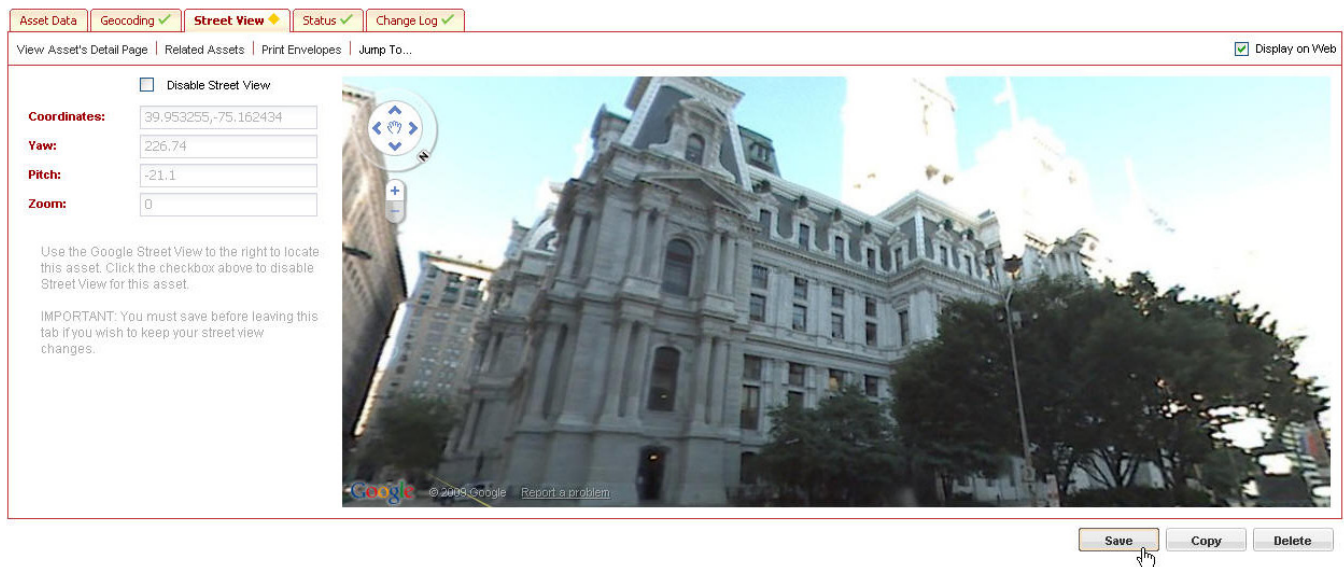 Asset Data Geocoding Street View Status Change Log
View Asset's Detail Page | Related Assets | Print Envelopes | Jump To...
Display on Web
Disable Street View
Coordinates: 39.953255,-75.162434
Yaw: 226.74
Pitch: -21.1
Zoom: 0
Use the Google Street View to the right to locate
this asset. Click the checkbox above to disable
Street View for this asset.
IMPORTANT: You must save before leaving this
tab if you wish to keep your street view
changes.
N
+
-
Google © 2009 Google Report a problem
Save Copy Delete